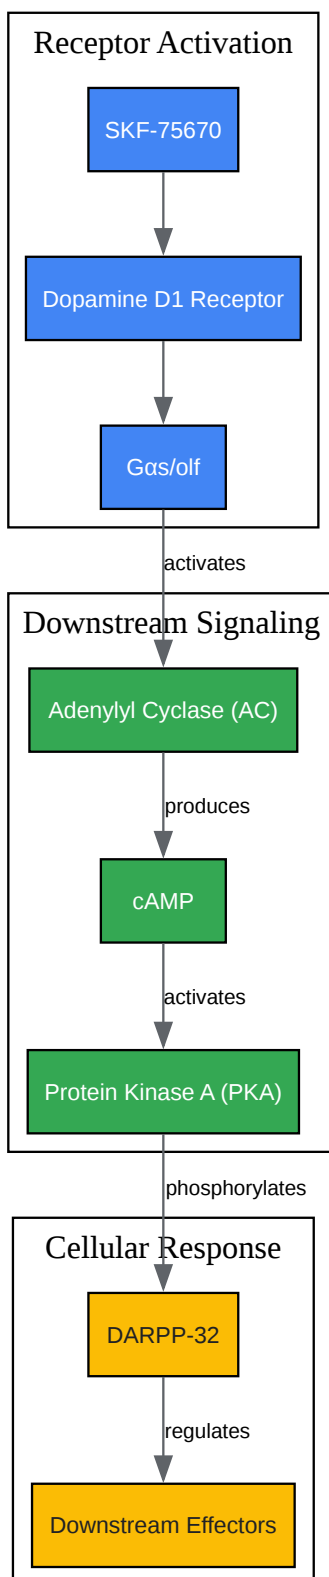 Receptor Activation
SKF-75670
Dopamine D1 Receptor
Gαs/olf
activates
Downstream Signaling
Adenylyl Cyclase (AC)
produces
cAMP
activates
Protein Kinase A (PKA)
phosphorylates
Cellular Response
DARPP-32
regulates
Downstream Effectors